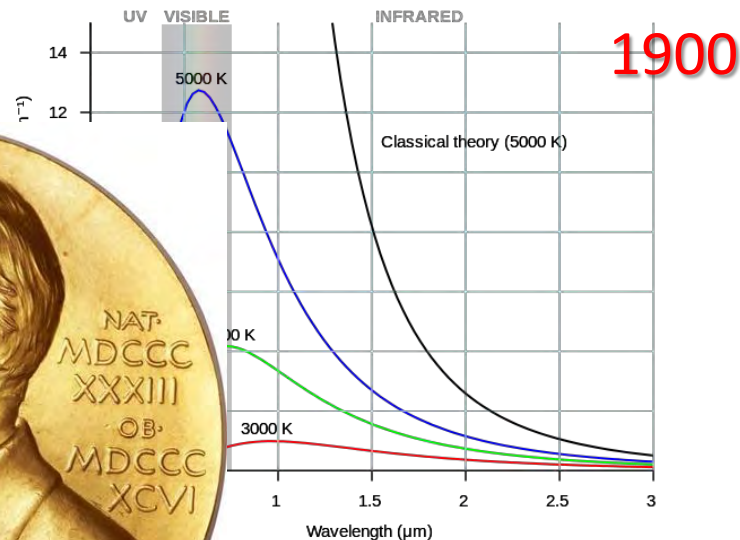 UV VISIBLE INFRARED
1900
14
5000 K
12
Classical theory (5000 K)
NAT·
MDCCC
XXXIII
OB·
MDCCC
XCVI
00 K
3000 K
1 1.5 2 2.5 3
Wavelength (μm)